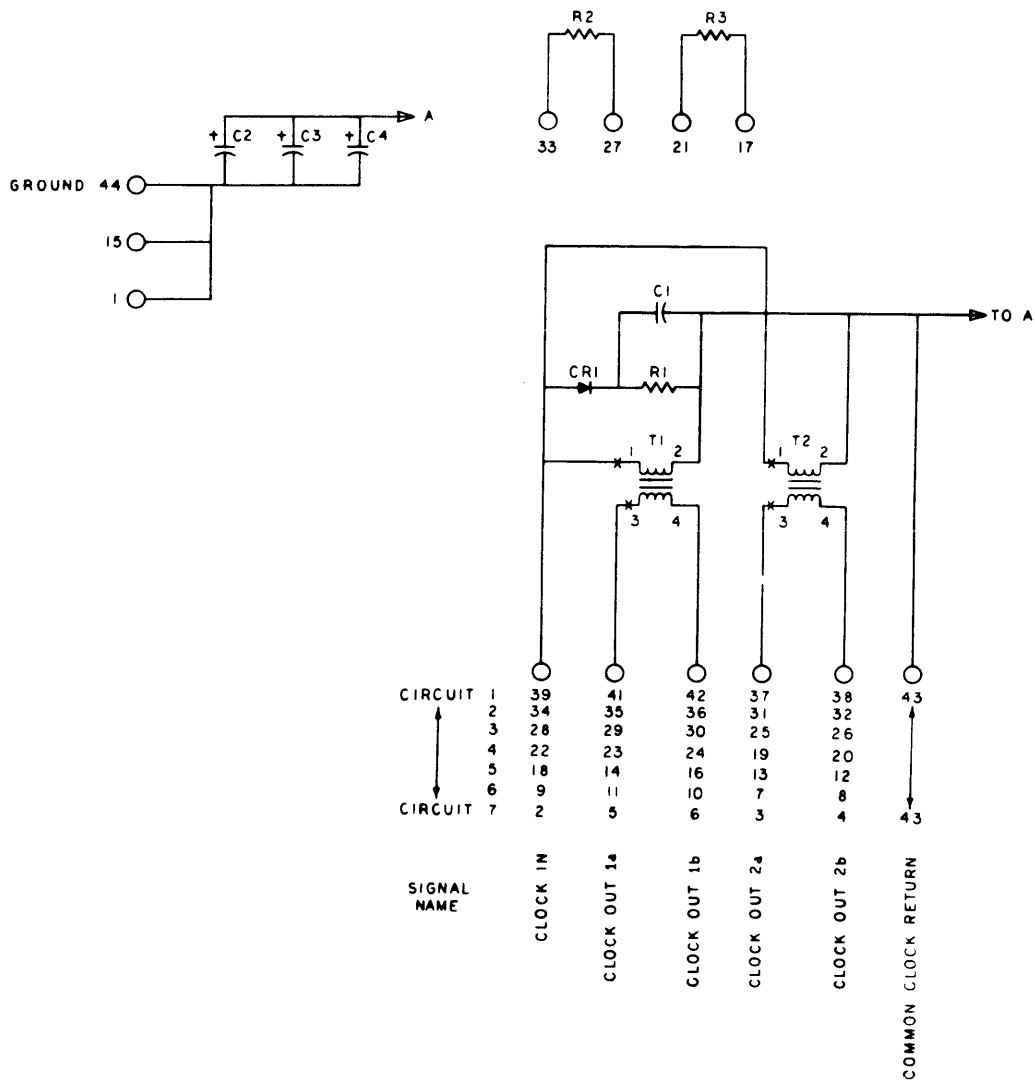 R2
R3
33
27
21
17
A
+ C2
+ C3
+ C4
GROUND 44
15
1
C1
TO A
CR1
R1
T1
1
2
3
4
T2
1
2
3
4
CIRCUIT 1 39 41 42 37 38 43
2 34 35 36 31 32
3 28 29 30 25 26
4 22 23 24 19 20
5 18 14 16 13 12
6 9 11 10 7 8
CIRCUIT 7 2 5 6 3 4 43
SIGNAL
NAME
CLOCK IN
CLOCK OUT 1a
CLOCK OUT 1b
CLOCK OUT 2a
CLOCK OUT 2b
COMMON CLOCK RETURN